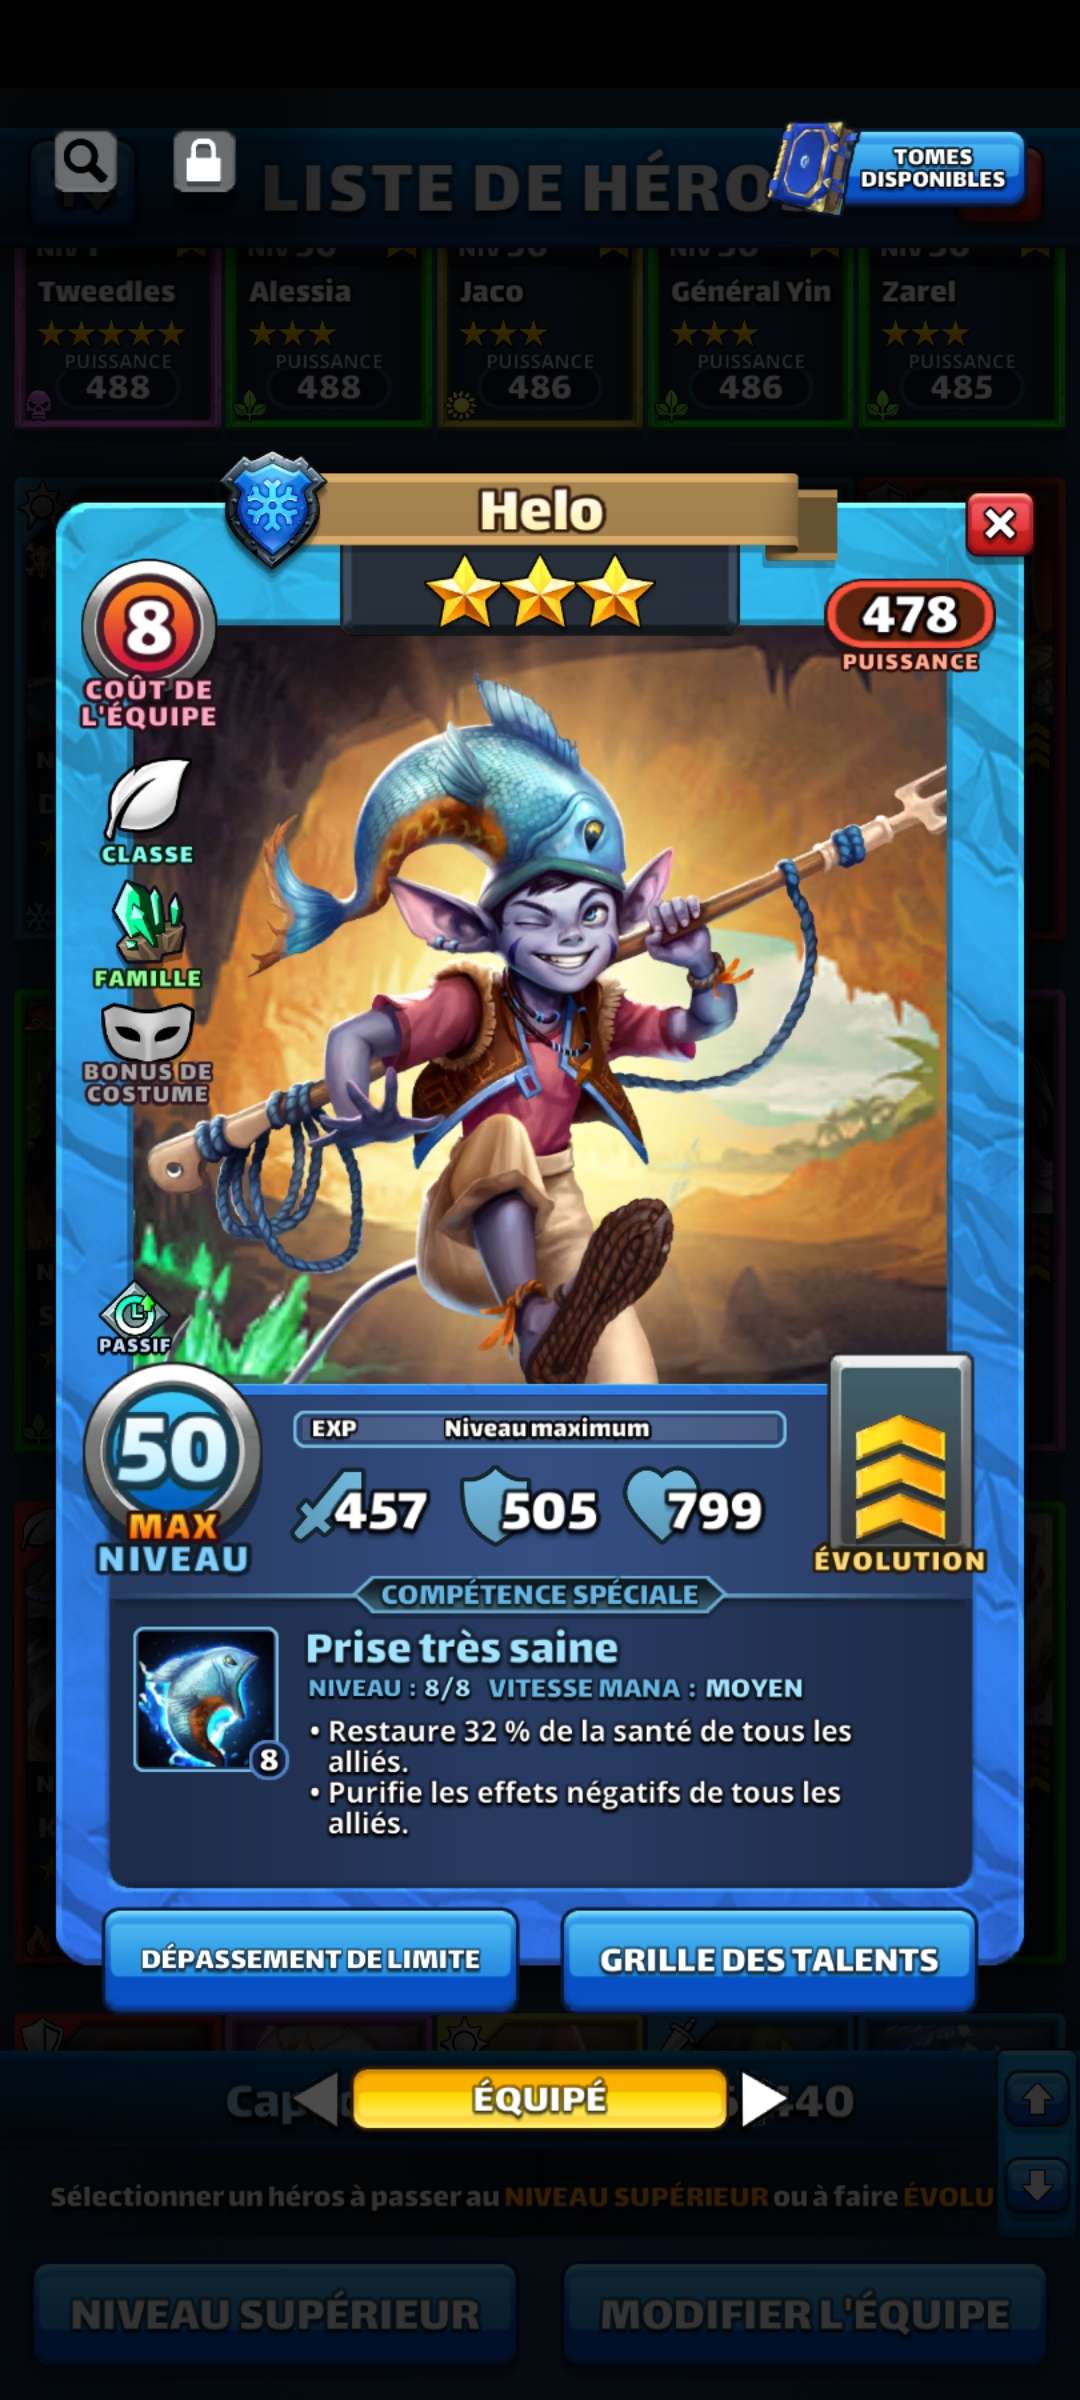 LISTE DE HÉRO
TOMES
DISPONIBLES
Tweedles
Alessia
Jaco
Général Yin
Zarel
PUISSANCE
PUISSANCE
PUISSANCE
PUISSANCE
PUISSANCE
488
488
486
486
485
Helo
8
COÛT DE
L'ÉQUIPE
478
PUISSANCE
CLASSE
FAMILLE
BONUS DE
COSTUME
PASSIF
50
MAX
NIVEAU
EXP Niveau maximum
457 505 799
ÉVOLUTION
COMPÉTENCE SPÉCIALE
Prise très saine
NIVEAU : 8/8 VITESSE MANA : MOYEN
8
• Restaure 32 % de la santé de tous les
alliés.
• Purifie les effets négatifs de tous les
alliés.
DÉPASSEMENT DE LIMITE
GRILLE DES TALENTS
ÉQUIPÉ
Sélectionner un héros à passer au NIVEAU SUPÉRIEUR ou à faire ÉVOLU
NIVEAU SUPÉRIEUR
MODIFIER L'ÉQUIPE